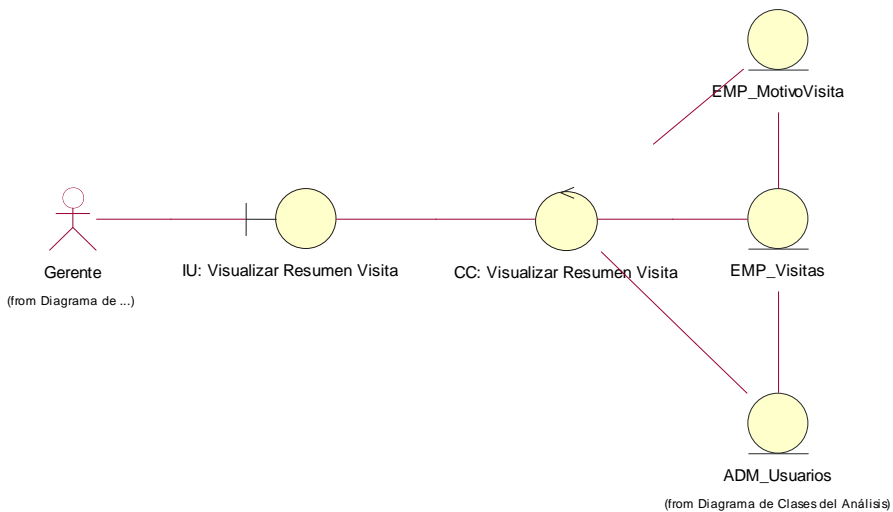 EMP_MotivoVisita
Gerente
(from Diagrama de ...)
IU: Visualizar Resumen Visita
CC: Visualizar Resumen Visita
EMP_Visitas
ADM_Usuarios
(from Diagrama de Clases del Análisis)